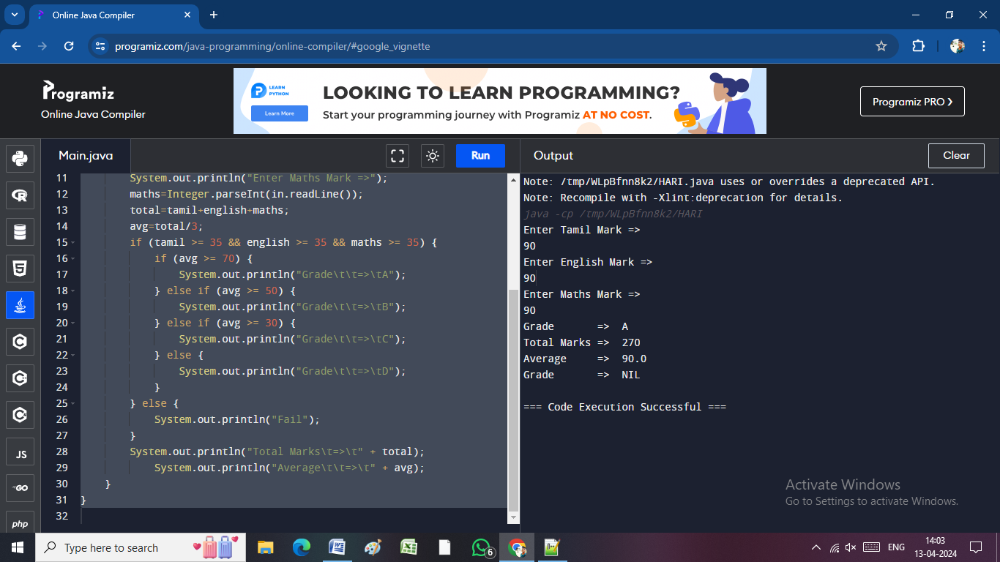 Online Java Compiler
programiz.com/java-programming/online-compiler/#google_vignette
Programiz
Online Java Compiler
LEARN
PYTHON
Learn More
LOOKING TO LEARN PROGRAMMING?
Start your programming journey with Programiz AT NO COST.
Programiz PRO ❯
Main.java
Run
11 System.out.println("Enter Maths Mark =>");
12 maths=Integer.parseInt(in.readLine());
13 total=tamil+english+maths;
14 avg=total/3;
15 if (tamil >= 35 && english >= 35 && maths >= 35) {
16 if (avg >= 70) {
17 System.out.println("Grade\t\t=>\tA");
18 } else if (avg >= 50) {
19 System.out.println("Grade\t\t=>\tB");
20 } else if (avg >= 30) {
21 System.out.println("Grade\t\t=>\tC");
22 } else {
23 System.out.println("Grade\t\t=>\tD");
24 }
25 } else {
26 System.out.println("Fail");
27 }
28 System.out.println("Total Marks\t=>\t" + total);
29 System.out.println("Average\t\t=>\t" + avg);
30 }
31 }
32
Output
Clear
Note: /tmp/WLpBfnn8k2/HARI.java uses or overrides a deprecated API.
Note: Recompile with -Xlint:deprecation for details.
java -cp /tmp/WLpBfnn8k2/HARI
Enter Tamil Mark =>
90
Enter English Mark =>
90
Enter Maths Mark =>
90
Grade => A
Total Marks => 270
Average => 90.0
Grade => NIL
=== Code Execution Successful ===
JS
GO
php
Activate Windows
Go to Settings to activate Windows.
Type here to search
6
ENG
14:03
13-04-2024